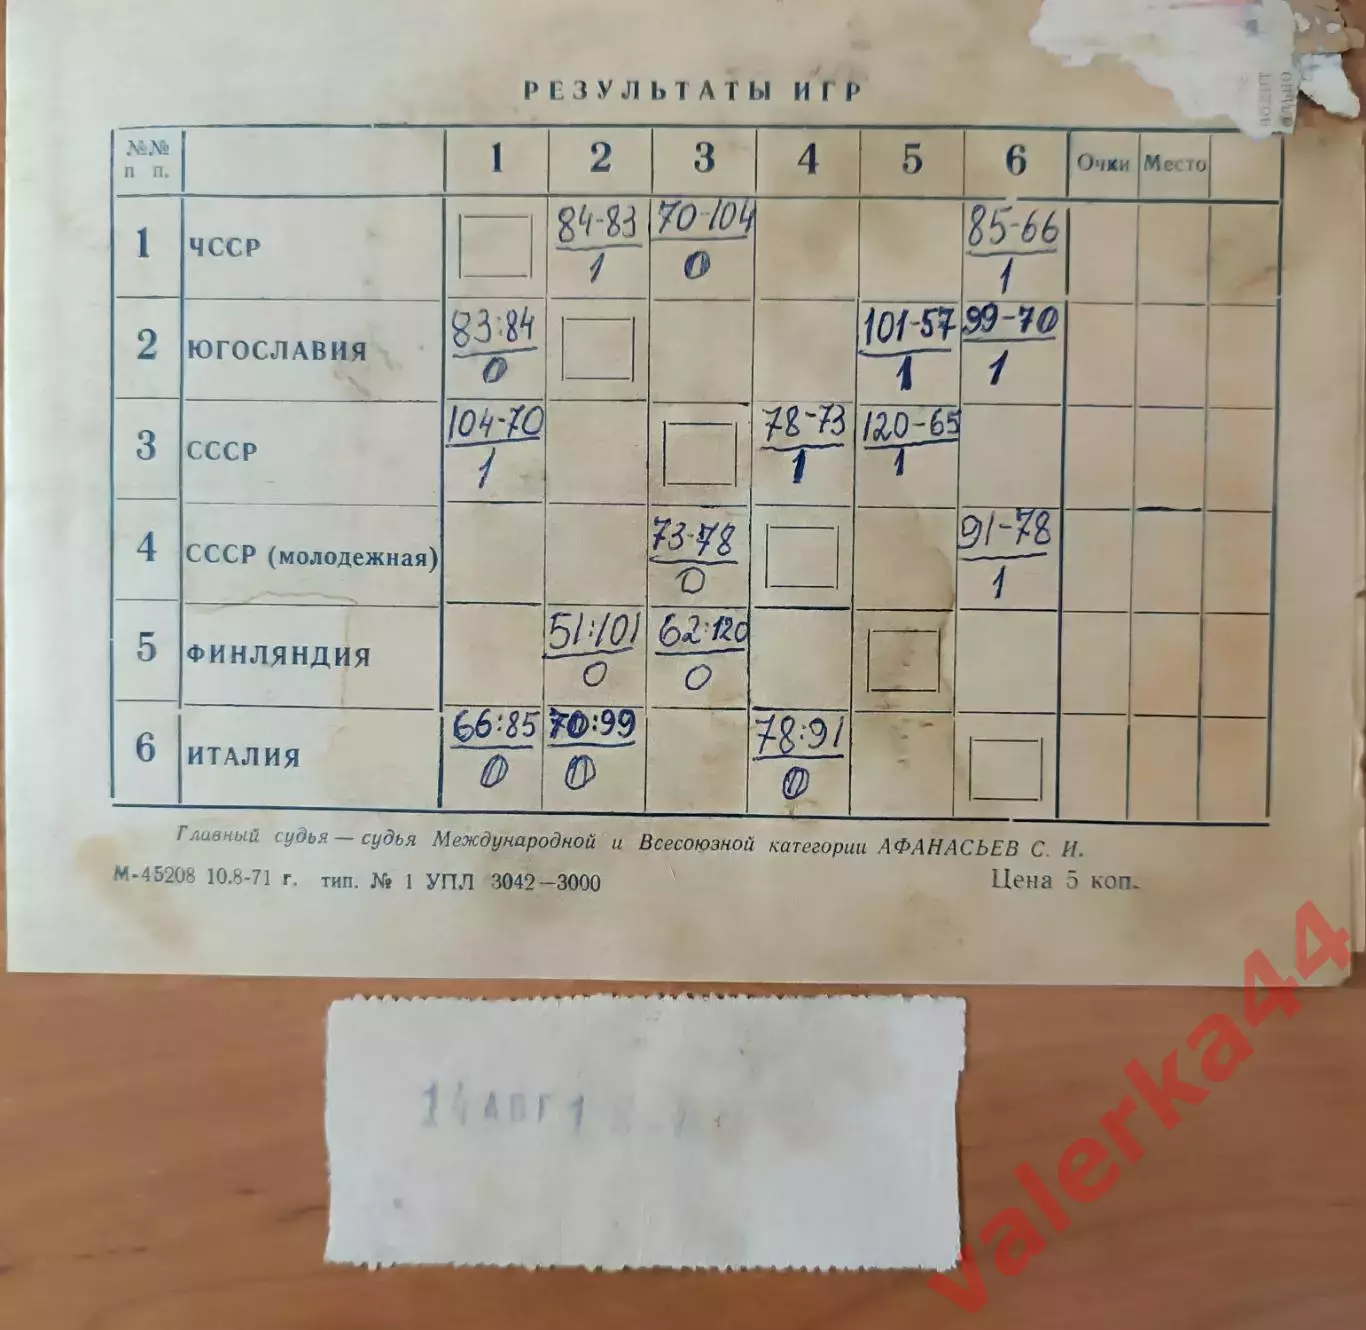 РЕЗУЛЬТАТЫ ИГР
№№ п п. 1 2 3 4 5 6 Очки Место
1 ЧССР 84-83 1 70-104 0 85-66 1
2 ЮГОСЛАВИЯ 83:84 0 101-57 1 99-70 1
3 СССР 104-70 1 78-73 1 120-65 1
4 СССР (молодежная) 73-78 0 91-78 1
5 ФИНЛЯНДИЯ 51:101 0 62:120 0
6 ИТАЛИЯ 66:85 0 70:99 0 78:91 0
Главный судья — судья Международной и Всесоюзной категории АФАНАСЬЕВ С. И.
М-45208 10.8-71 г. тип. № 1 УПЛ 3042—3000 Цена 5 коп.
14 АВГ 1
valerka44